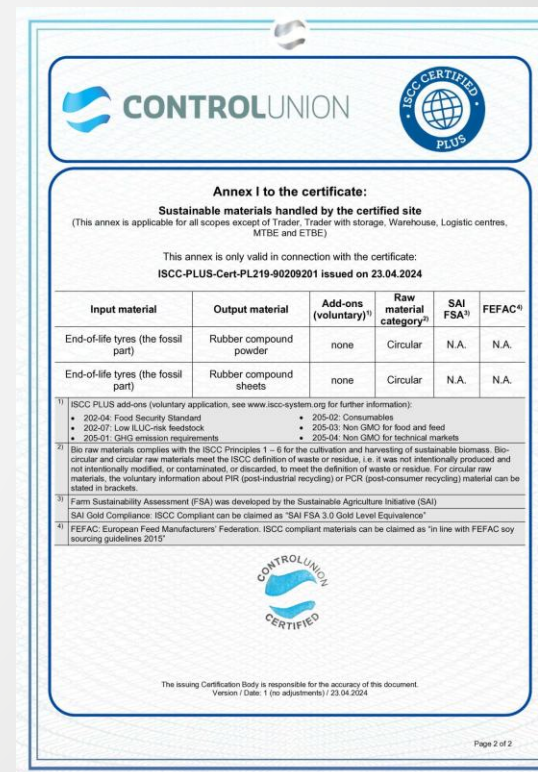 CONTROLUNION
ISCC CERTIFIED
PLUS
Annex I to the certificate:
Sustainable materials handled by the certified site
(This annex is applicable for all scopes except of Trader, Trader with storage, Warehouse, Logistic centres,
MTBE and ETBE)
This annex is only valid in connection with the certificate:
ISCC-PLUS-Cert-PL219-90209201 issued on 23.04.2024
Input material Output material Add-ons (voluntary)1) Raw material category2) SAI FSA3) FEFAC4)
End-of-life tyres (the fossil part) Rubber compound powder none Circular N.A. N.A.
End-of-life tyres (the fossil part) Rubber compound sheets none Circular N.A. N.A.
1) ISCC PLUS add-ons (voluntary application, see www.iscc-system.org for further information):
• 202-04: Food Security Standard • 205-02: Consumables
• 202-07: Low ILUC-risk feedstock • 205-03: Non GMO for food and feed
• 205-01: GHG emission requirements • 205-04: Non GMO for technical markets
2) Bio raw materials complies with the ISCC Principles 1 – 6 for the cultivation and harvesting of sustainable biomass. Bio-
circular and circular raw materials meet the ISCC definition of waste or residue, i.e. it was not intentionally produced and
not intentionally modified, or contaminated, or discarded, to meet the definition of waste or residue. For circular raw
materials, the voluntary information about PIR (post-industrial recycling) or PCR (post-consumer recycling) material can be
stated in brackets.
3) Farm Sustainability Assessment (FSA) was developed by the Sustainable Agriculture Initiative (SAI)
SAI Gold Compliance: ISCC Compliant can be claimed as "SAI FSA 3.0 Gold Level Equivalence"
4) FEFAC: European Feed Manufacturers' Federation. ISCC compliant materials can be claimed as "in line with FEFAC soy
sourcing guidelines 2015"
CONTROLUNION
CERTIFIED
The issuing Certification Body is responsible for the accuracy of this document.
Version / Date: 1 (no adjustments) / 23.04.2024
Page 2 of 2